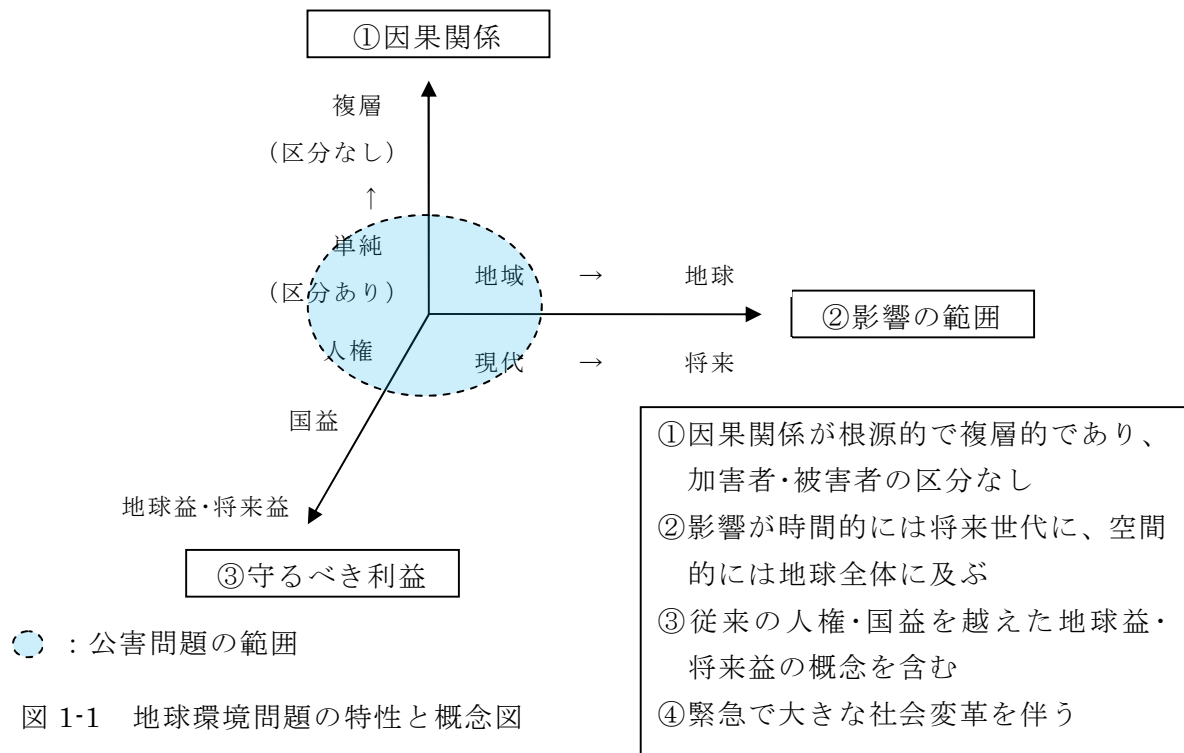 ①因果関係
複層
(区分なし)
↑
単純
(区分あり)
地域 → 地球
②影響の範囲
人権
現代 → 将来
国益
地球益･将来益
③守るべき利益
①因果関係が根源的で複層的であり、
加害者･被害者の区分なし
②影響が時間的には将来世代に、空間
的には地球全体に及ぶ
③従来の人権･国益を越えた地球益･
将来益の概念を含む
④緊急で大きな社会変革を伴う
：公害問題の範囲
図 1-1 地球環境問題の特性と概念図